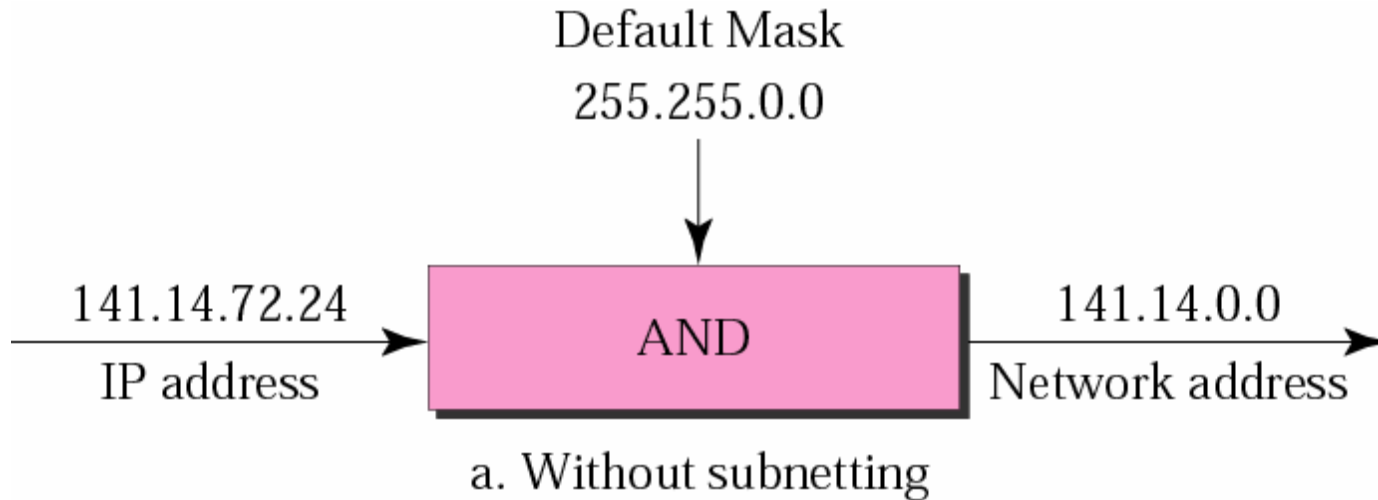 Default Mask
255.255.0.0
141.14.72.24
IP address
AND
141.14.0.0
Network address
a. Without subnetting